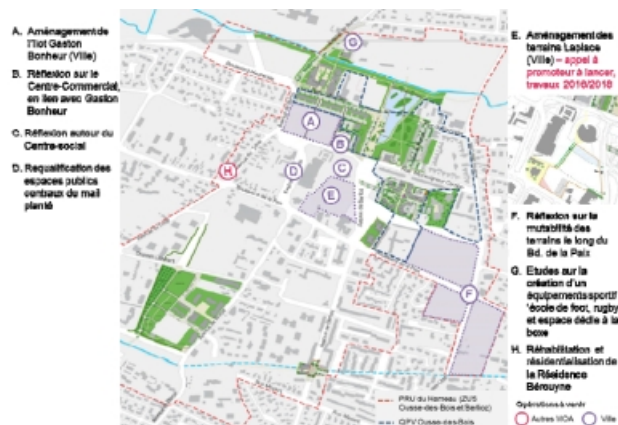 A. Aménagement de
l'îlot Gaston
Bonheur (Ville)
B. Réflexion sur le
Centre-Commercial,
en lien avec Gaston
Bonheur
C. Réflexion autour du
Centre-social
D. Requalification des
espaces publics
centraux du mail
planté
G
A
B
H
D
C
E
F
E. Aménagement des
terrains Laplace
(Ville) – appel à
promoteur à lancer,
travaux 2016/2018
F. Réflexion sur la
mutabilité des
terrains le long du
Bd. de la Paix
G. Etudes sur la
création d'un
équipements sportif
'école de foot, rugby
et espace dédié à la
boxe
H. Réhabilitation et
résidentialisation de
la Résidence
Bérouyne
PRU du Hameau (ZUS
Ousse-des-Bois et Berlioz)
QPV Ousse-des-Bois
Opérations à venir
Autres MOA
Ville